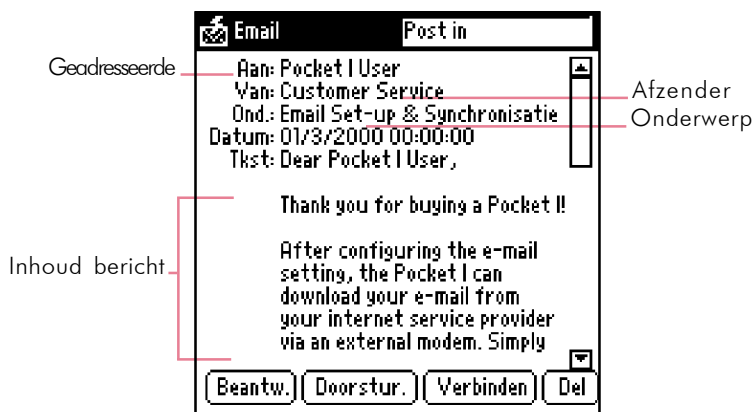 Email Post in
Geadresseerde
Aan: Pocket I User
Van: Customer Service
Afzender
Ond.: Email Set-up & Synchronisatie
Onderwerp
Datum: 01/3/2000 00:00:00
Tkst: Dear Pocket I User,
Thank you for buying a Pocket I!
Inhoud bericht
After configuring the e-mail
setting, the Pocket I can
download your e-mail from
your internet service provider
via an external modem. Simply
Beantw. Doorstur. Verbinden Del